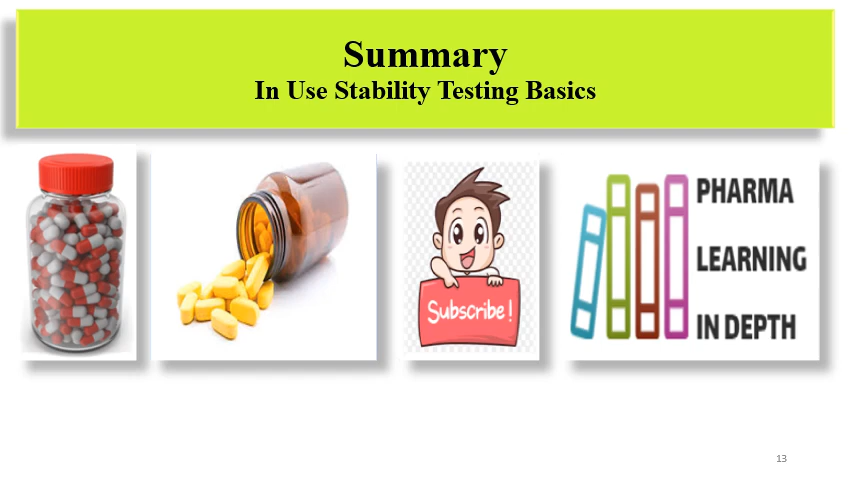 Summary
In Use Stability Testing Basics
Subscribe!
PHARMA
LEARNING
IN DEPTH
13